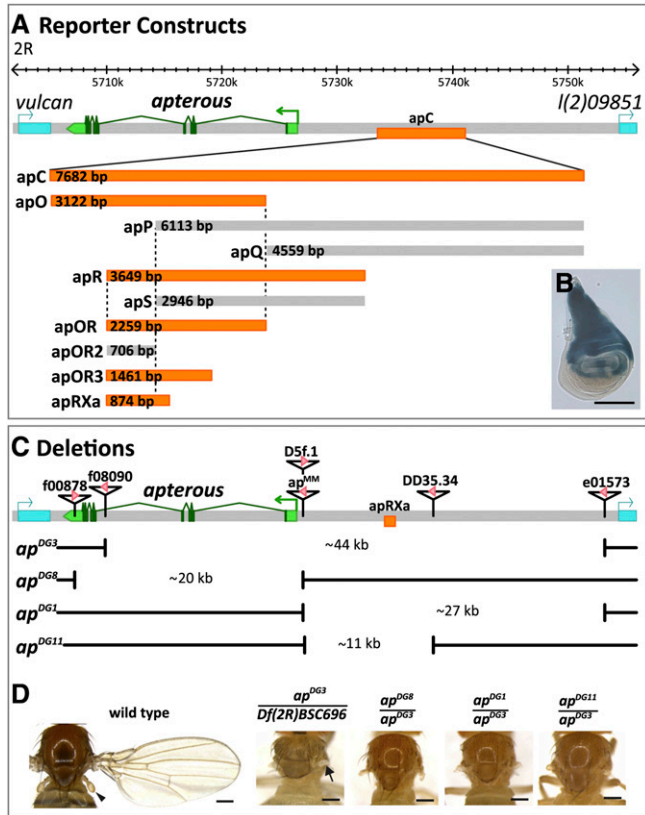 A Reporter Constructs
2R
5710k 5720k 5730k 5740k 5750k
vulcan apterous l(2)09851
apC
apC 7682 bp
apO 3122 bp
apP 6113 bp
apQ 4559 bp
apR 3649 bp
apS 2946 bp
apOR 2259 bp
apOR2 706 bp
apOR3 1461 bp
apRXa 874 bp
B
C Deletions
D5f.1
f00878 f08090 apterous apMM DD35.34 e01573
apRXa
apDG3 ~44 kb
apDG8 ~20 kb
apDG1 ~27 kb
apDG11 ~11 kb
D
wild type
apDG3 apDG8 apDG1 apDG11
Df(2R)BSC696 apDG3 apDG3 apDG3